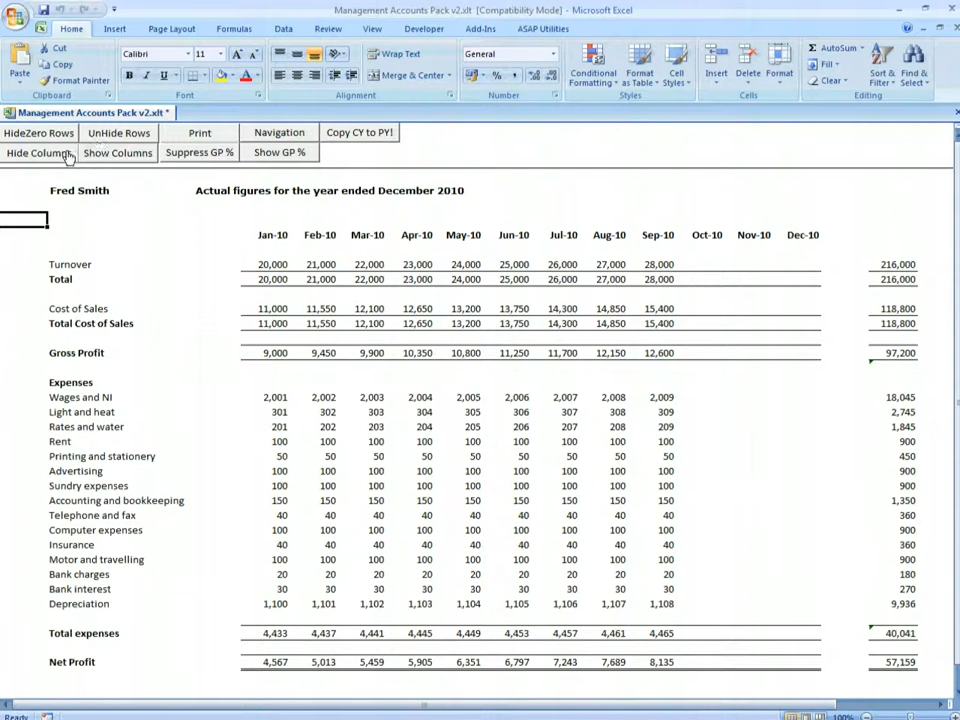 Management Accounts Pack v2.xlt [Compatibility Mode] - Microsoft Excel
Home Insert Page Layout Formulas Data Review View Developer Add-Ins ASAP Utilities
Cut
Copy
Format Painter
Paste
Clipboard
Calibri 11
B I U A A A
Font
Wrap Text
Merge & Center
Alignment
General
% , .0 .00
Number
Conditional Formatting Format as Table Cell Styles
Styles
Insert Delete Format
Cells
Σ AutoSum
Fill
Clear
Sort & Filter Find & Select
Editing
Management Accounts Pack v2.xlt *
HideZero Rows UnHide Rows Print Navigation Copy CY to PY!
Hide Column Show Columns Suppress GP % Show GP %
Fred Smith Actual figures for the year ended December 2010
Jan-10 Feb-10 Mar-10 Apr-10 May-10 Jun-10 Jul-10 Aug-10 Sep-10 Oct-10 Nov-10 Dec-10
Turnover 20,000 21,000 22,000 23,000 24,000 25,000 26,000 27,000 28,000 216,000
Total 20,000 21,000 22,000 23,000 24,000 25,000 26,000 27,000 28,000 216,000
Cost of Sales 11,000 11,550 12,100 12,650 13,200 13,750 14,300 14,850 15,400 118,800
Total Cost of Sales 11,000 11,550 12,100 12,650 13,200 13,750 14,300 14,850 15,400 118,800
Gross Profit 9,000 9,450 9,900 10,350 10,800 11,250 11,700 12,150 12,600 97,200
Expenses
Wages and NI 2,001 2,002 2,003 2,004 2,005 2,006 2,007 2,008 2,009 18,045
Light and heat 301 302 303 304 305 306 307 308 309 2,745
Rates and water 201 202 203 204 205 206 207 208 209 1,845
Rent 100 100 100 100 100 100 100 100 100 900
Printing and stationery 50 50 50 50 50 50 50 50 50 450
Advertising 100 100 100 100 100 100 100 100 100 900
Sundry expenses 100 100 100 100 100 100 100 100 100 900
Accounting and bookkeeping 150 150 150 150 150 150 150 150 150 1,350
Telephone and fax 40 40 40 40 40 40 40 40 40 360
Computer expenses 100 100 100 100 100 100 100 100 100 900
Insurance 40 40 40 40 40 40 40 40 40 360
Motor and travelling 100 100 100 100 100 100 100 100 100 900
Bank charges 20 20 20 20 20 20 20 20 20 180
Bank interest 30 30 30 30 30 30 30 30 30 270
Depreciation 1,100 1,101 1,102 1,103 1,104 1,105 1,106 1,107 1,108 9,936
Total expenses 4,433 4,437 4,441 4,445 4,449 4,453 4,457 4,461 4,465 40,041
Net Profit 4,567 5,013 5,459 5,905 6,351 6,797 7,243 7,689 8,135 57,159
Ready 100%